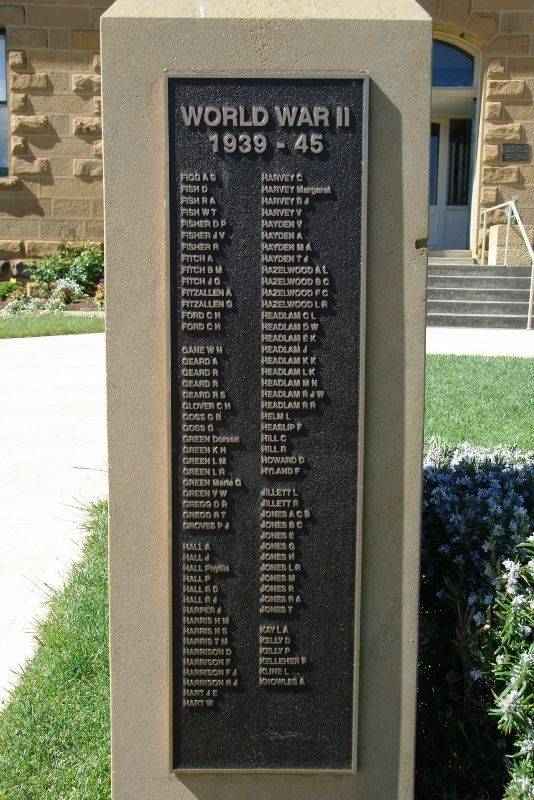 WORLD WAR II
1939 - 45
FIGG A S
FISH D
FISH R A
FISH W T
FISHER D P
FISHER J V
FISHER R
FITCH A
FITCH B M
FITCH J G
FITZALLEN A
FITZALLEN G
FORD C H
FORD C H
GANE W H
GEARD A
GEARD R
GEARD R
GEARD R S
GLOVER C H
GOSS G B
GOSS G
GREEN Doreen
GREEN K H
GREEN L M
GREEN L R
GREEN Merle G
GREEN V W
GREGG D R
GREGG R T
GROVES P J
HALL A
HALL J
HALL Phyllis
HALL P
HALL R D
HALL R J
HARPER J
HARRIS H M
HARRIS N E
HARRIS T M
HARRISON D
HARRISON F
HARRISON F J
HARRISON R J
HART J E
HART W
HARVEY C
HARVEY Margaret
HARVEY R J
HARVEY V
HAYDEN V
HAYDEN A
HAYDEN M A
HAYDEN T J
HAZELWOOD A L
HAZELWOOD B C
HAZELWOOD F C
HAZELWOOD L R
HEADLAM C L
HEADLAM D W
HEADLAM E K
HEADLAM J
HEADLAM K K
HEADLAM L K
HEADLAM M N
HEADLAM R J W
HEADLAM R R
HELM L
HEASLIP F
HILL C
HILL R
HOWARD D
HYLAND F
JILLETT L
JILLETT R
JONES A C B
JONES B C
JONES E
JONES G
JONES H
JONES L R
JONES M
JONES R
JONES R A
JONES T
KAY L A
KELLY D
KELLY P
KELLEHER P
KLINE L
KNOWLES A